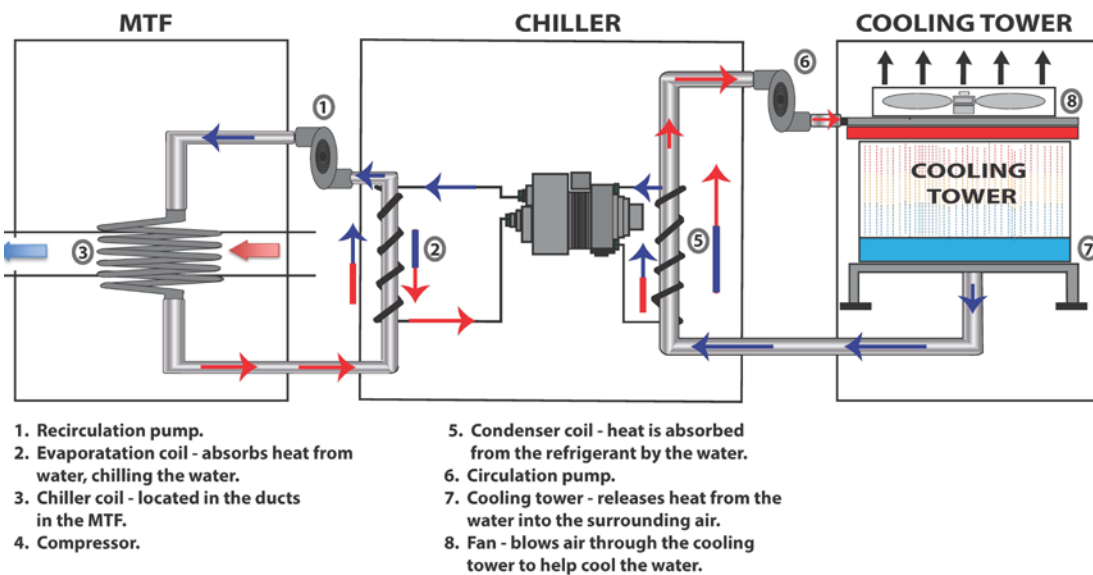 MTF
CHILLER
COOLING TOWER
1
2
3
5
6
7
8
COOLING
TOWER
1. Recirculation pump.
2. Evaporatation coil - absorbs heat from
water, chilling the water.
3. Chiller coil - located in the ducts
in the MTF.
4. Compressor.
5. Condenser coil - heat is absorbed
from the refrigerant by the water.
6. Circulation pump.
7. Cooling tower - releases heat from the
water into the surrounding air.
8. Fan - blows air through the cooling
tower to help cool the water.